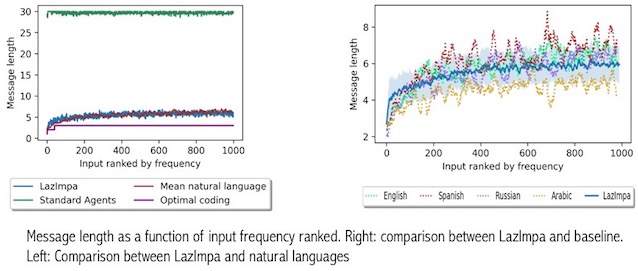 30
25
20
15
10
5
0
Message length
0 200 400 600 800 1000
Input ranked by frequency
LazImpa
Mean natural language
Standard Agents
Optimal coding
8
6
4
2
Message length
0 200 400 600 800 1000
Input ranked by frequency
English Spanish Russian Arabic LazImpa
Message length as a function of input frequency ranked. Right: comparison between LazImpa and baseline.
Left: Comparison between LazImpa and natural languages